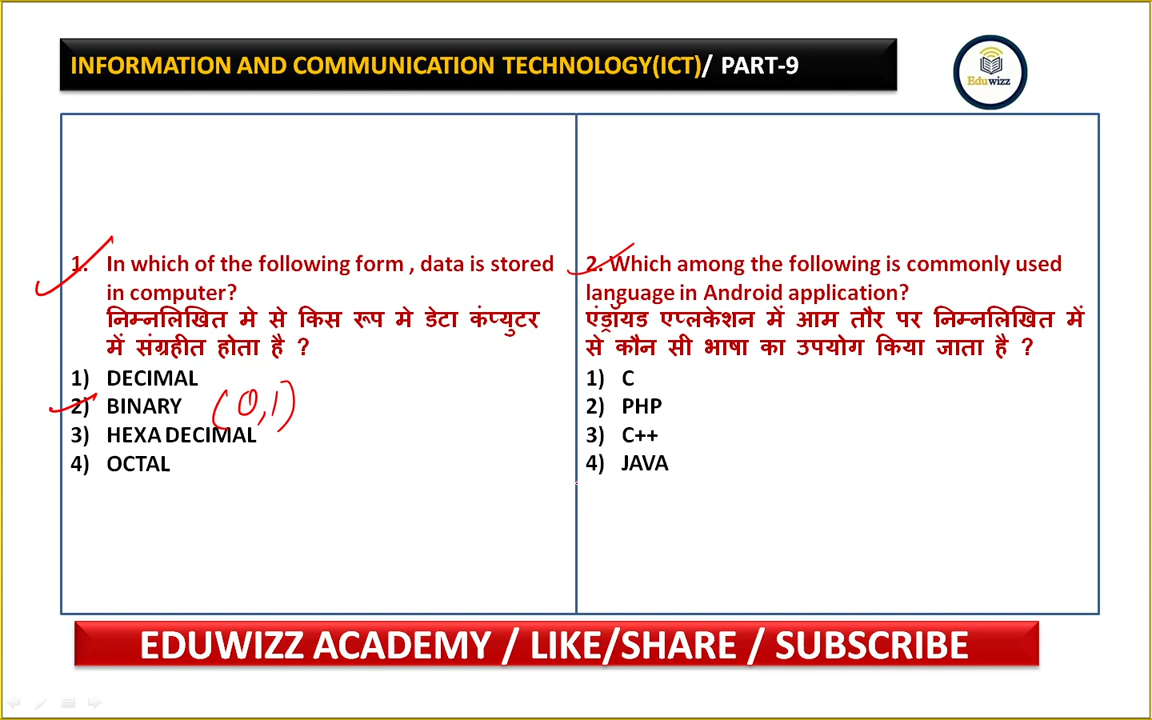 INFORMATION AND COMMUNICATION TECHNOLOGY(ICT)/ PART-9
Eduwizz
1. In which of the following form , data is stored
in computer?
निम्नलिखित मे से किस रूप मे डेटा कंप्युटर
में संग्रहीत होता है ?
1) DECIMAL
2) BINARY (0,1)
3) HEXA DECIMAL
4) OCTAL
2. Which among the following is commonly used
language in Android application?
एंड्रॉयड एप्लकेशन में आम तौर पर निम्नलिखित में
से कौन सी भाषा का उपयोग किया जाता है ?
1) C
2) PHP
3) C++
4) JAVA
EDUWIZZ ACADEMY / LIKE/SHARE / SUBSCRIBE